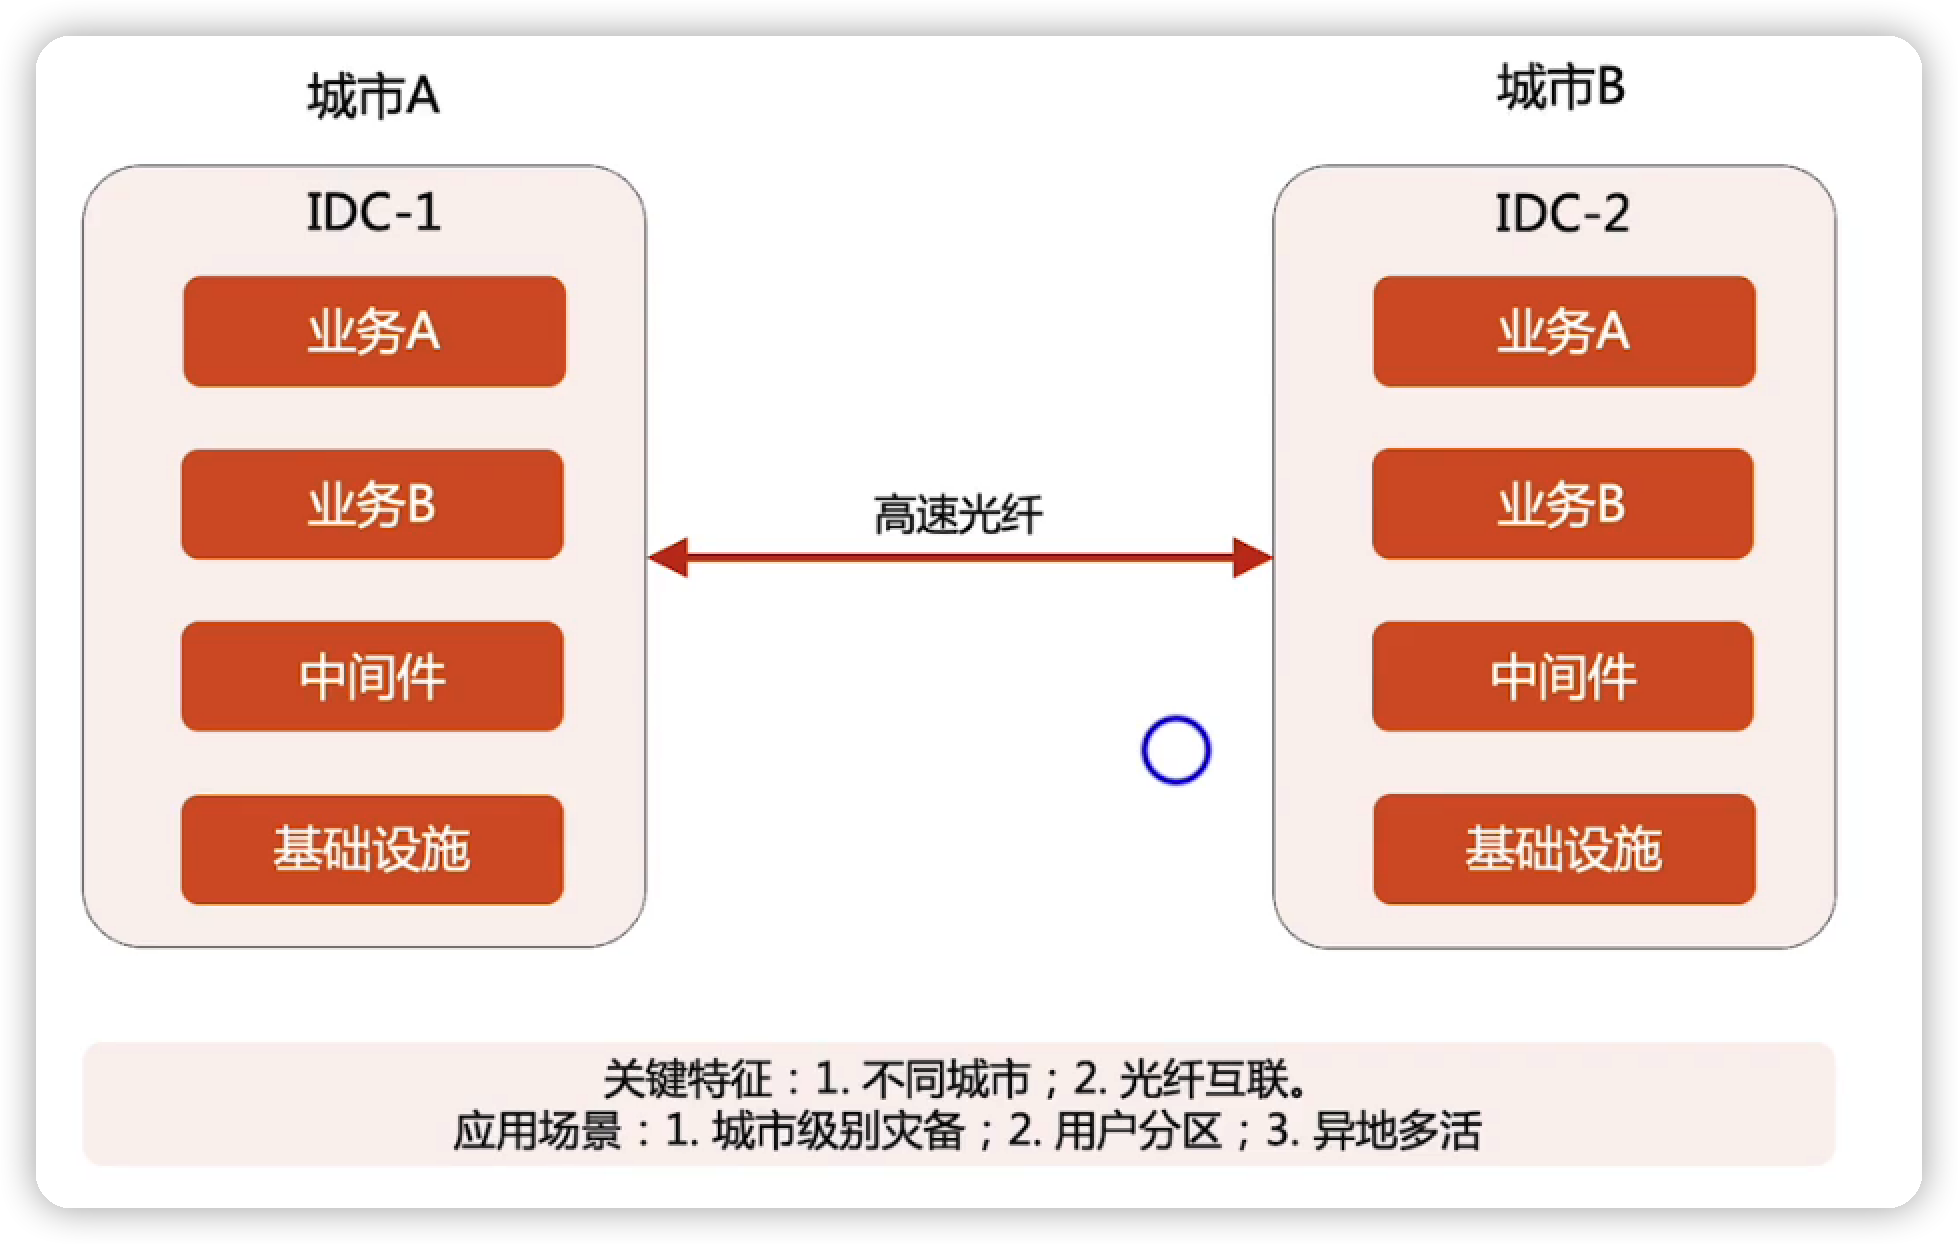 城市A
城市B
IDC-1
IDC-2
业务A
业务A
业务B
业务B
高速光纤
中间件
中间件
基础设施
基础设施
关键特征：1. 不同城市；2. 光纤互联。
应用场景：1. 城市级别灾备；2. 用户分区；3. 异地多活